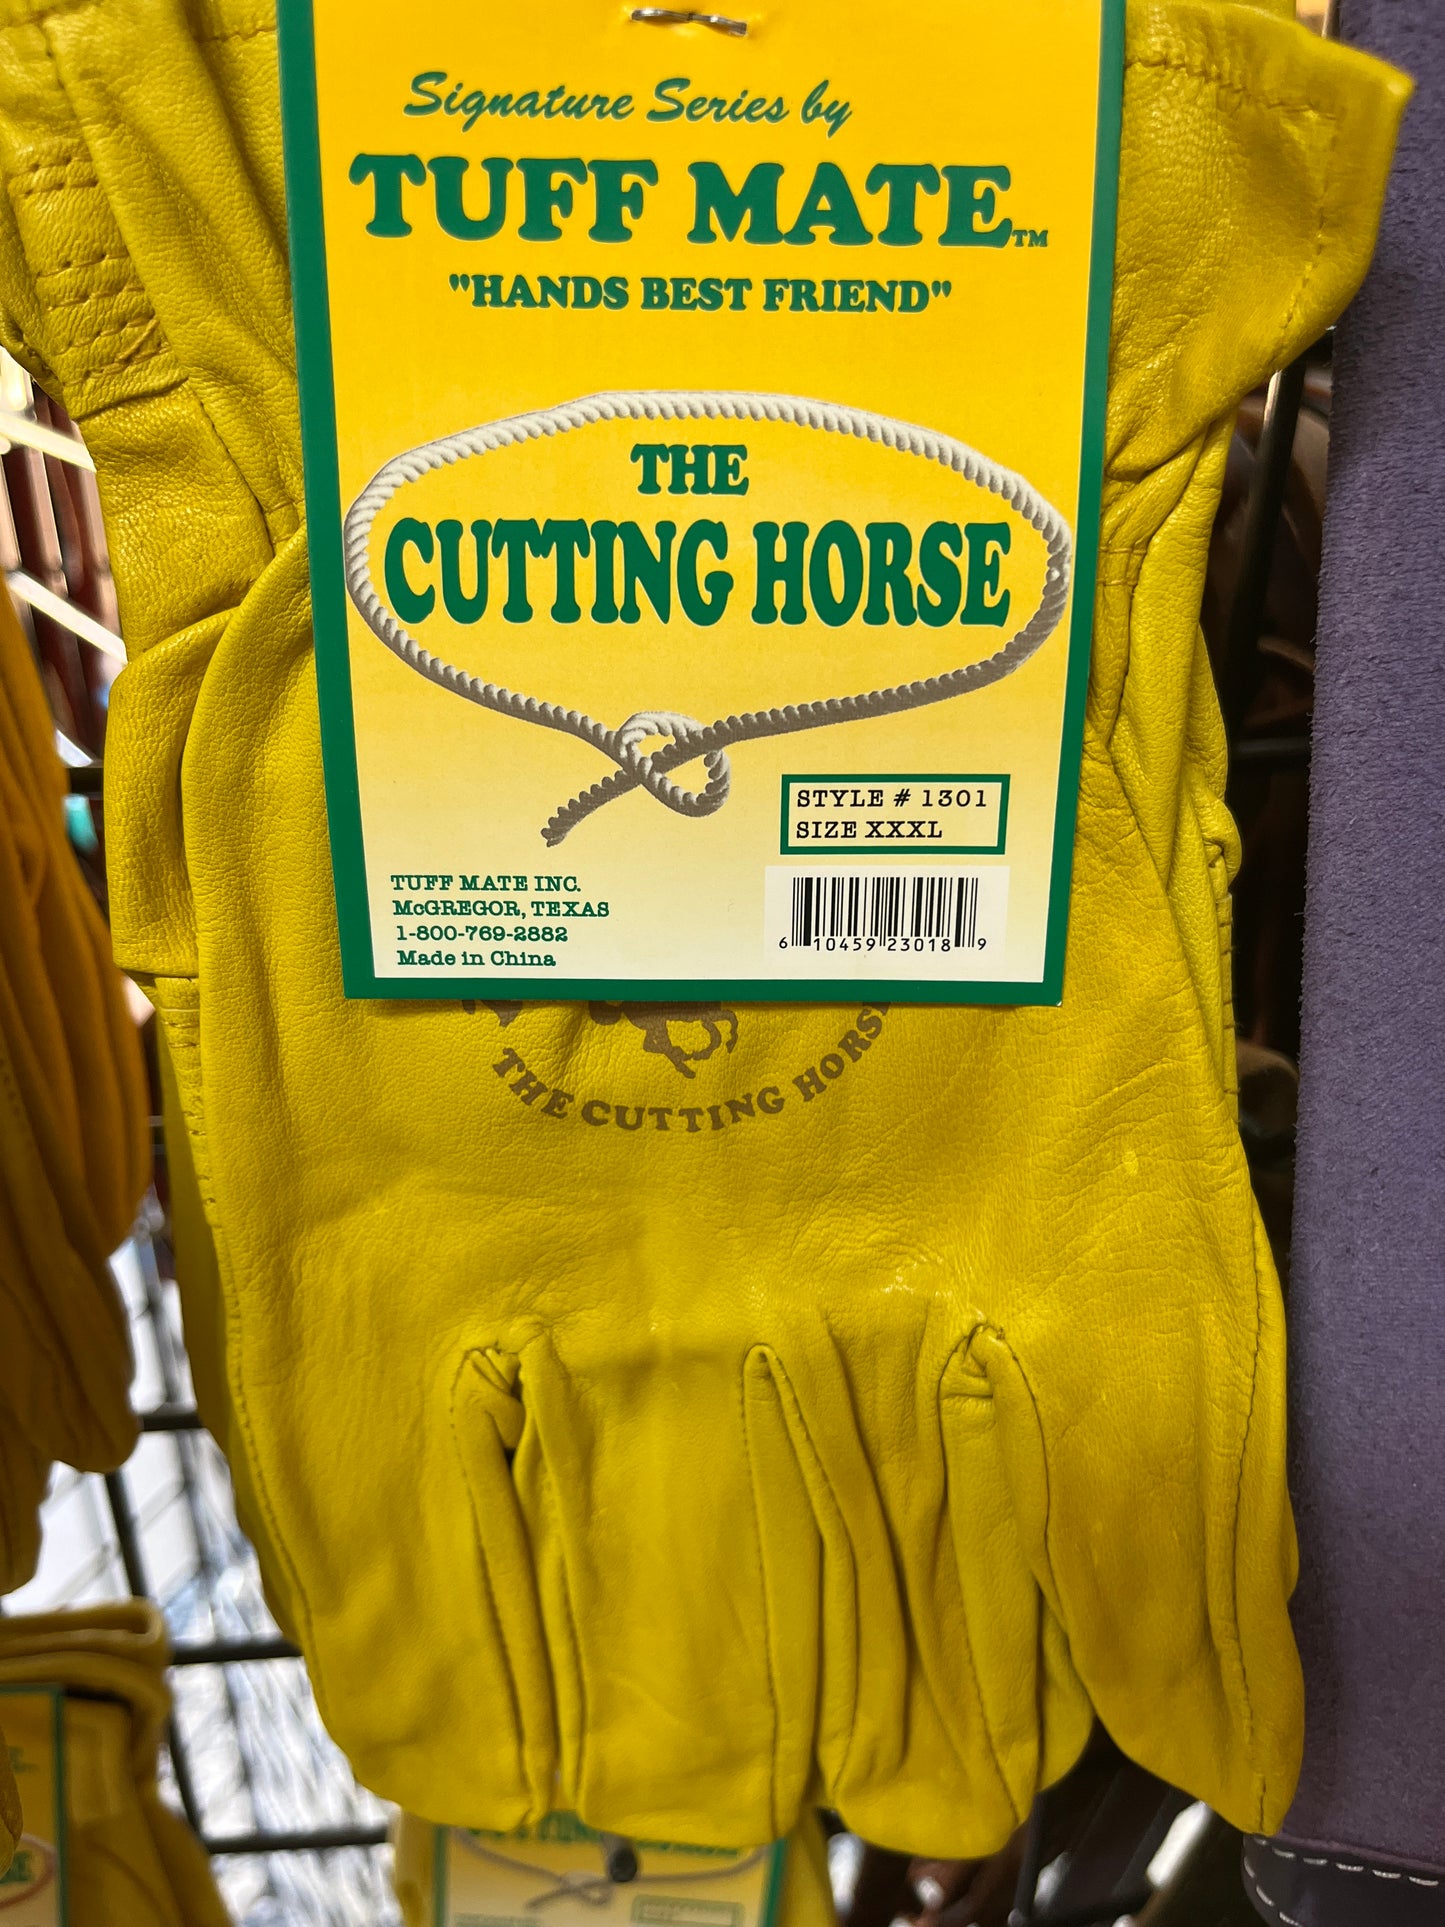 Signature Series by
TUFF MATE™
"HANDS BEST FRIEND"
THE
CUTTING HORSE
STYLE # 1301
SIZE XXXL
TUFF MATE INC.
McGREGOR, TEXAS
1-800-769-2882
Made in China
6 10459 23018 9
THE CUTTING HORSE